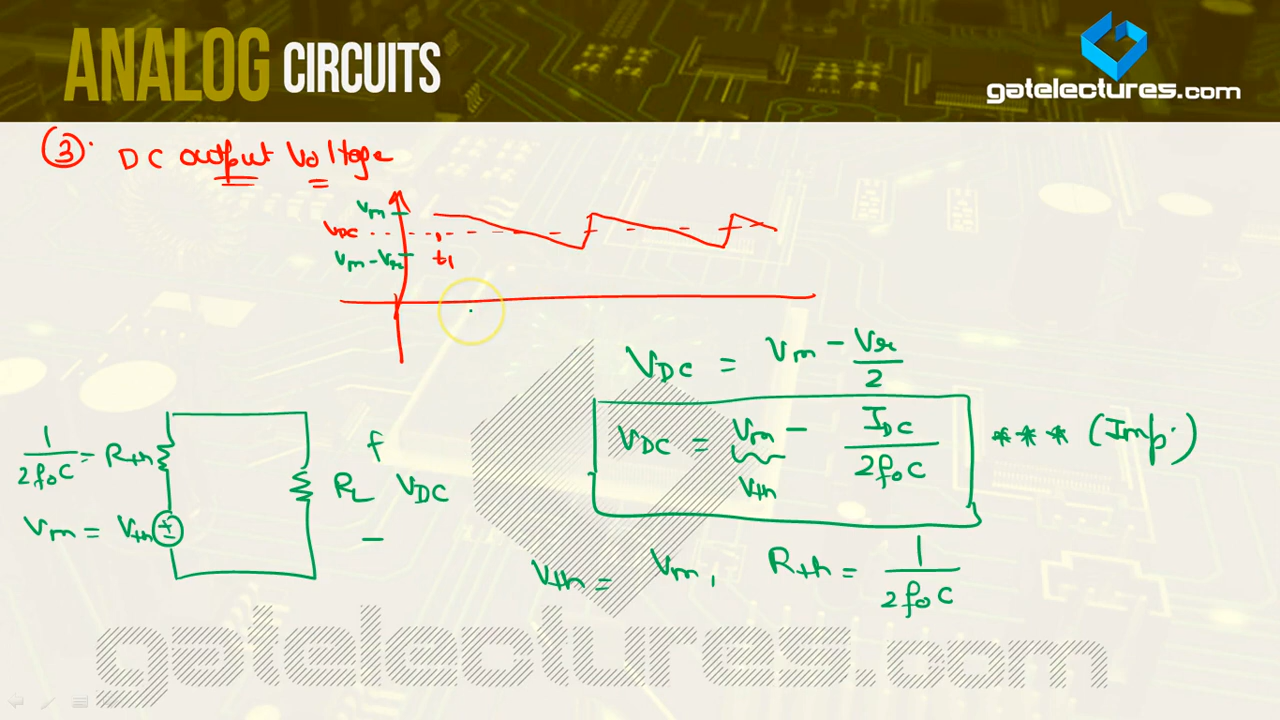 ANALOG CIRCUITS
gatelectures.com
(3). DC output Voltage
Vm
VDC
Vm - Vr
t1
VDC = Vm - Vr/2
VDC = Vm - IDC/2f0C *** (Imp.)
Vth
Vth = Vm, Rth = 1/2f0C
1/2f0C = Rth
Vm = Vth
+
-
RL VDC
-
gatelectures.com